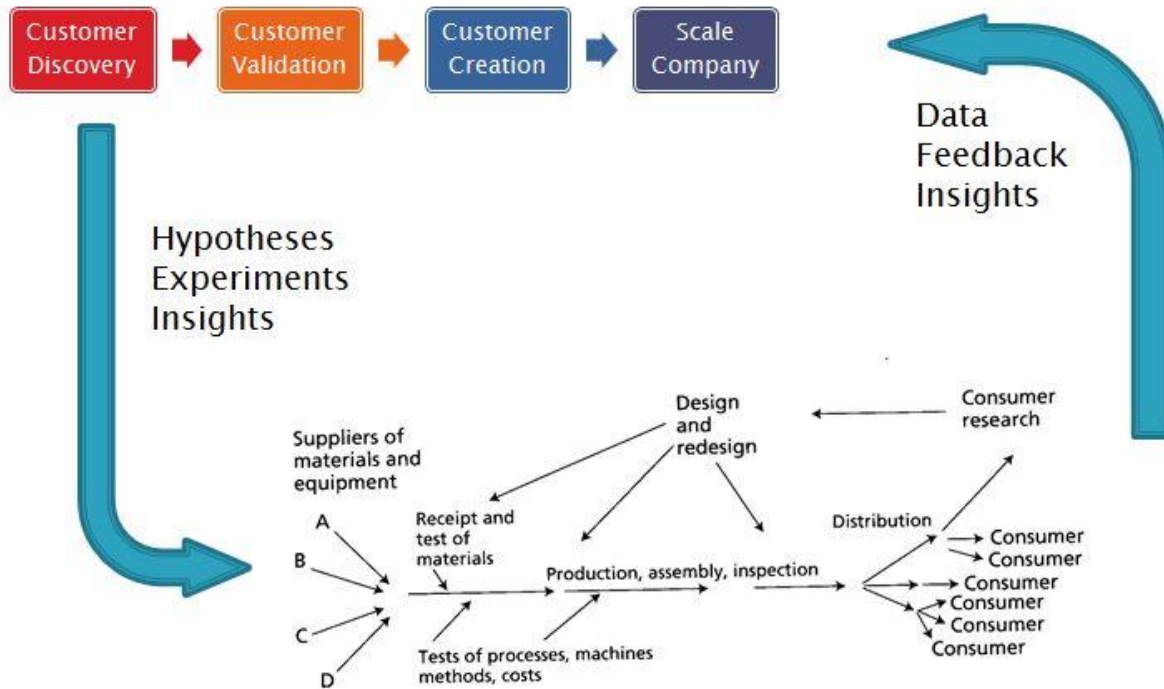 Customer
Discovery
Customer
Validation
Customer
Creation
Scale
Company
Data
Feedback
Insights
Hypotheses
Experiments
Insights
Design
and
redesign
Consumer
research
Suppliers of
materials and
equipment
A
B
C
D
Receipt and
test of
materials
Production, assembly, inspection
Tests of processes, machines
methods, costs
Distribution
Consumer
Consumer
Consumer
Consumer
Consumer
Consumer